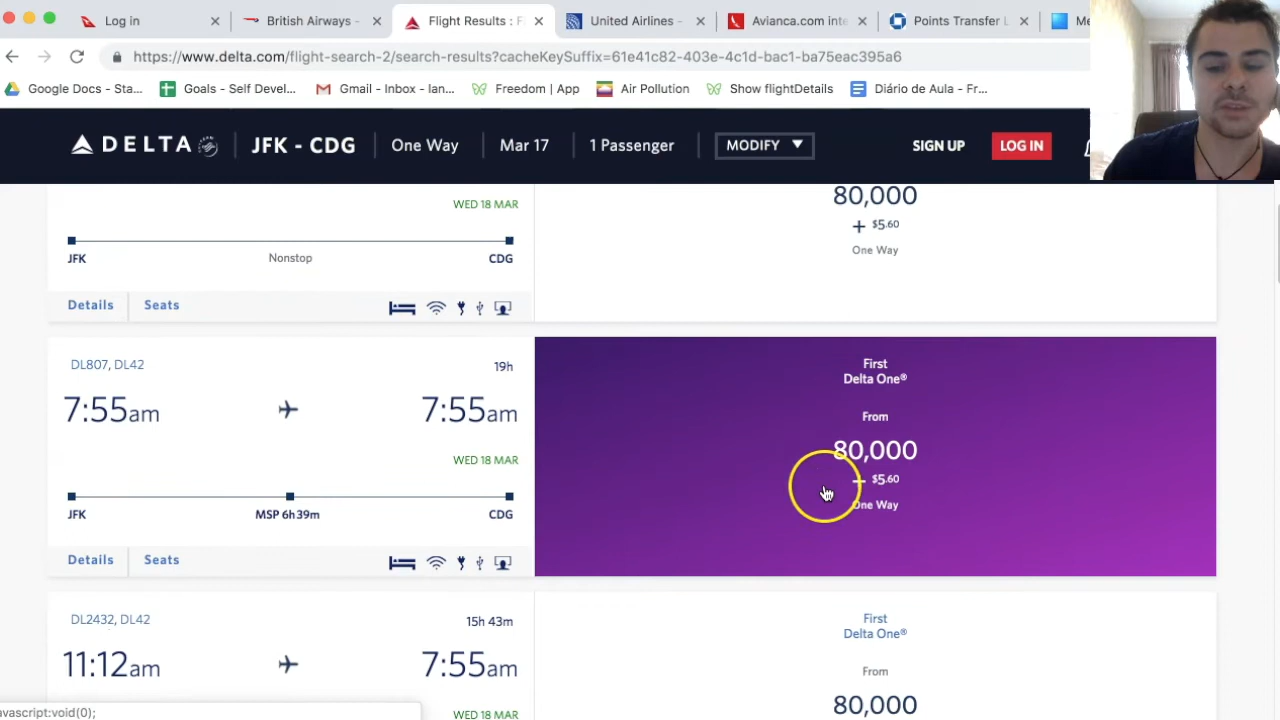 Log in
British Airways -
Flight Results : F
United Airlines -
Avianca.com int
Points Transfer L
Me
https://www.delta.com/flight-search-2/search-results?cacheKeySuffix=61e41c82-403e-4c1d-bac1-ba75eac395a6
Google Docs - Sta...
Goals - Self Devel...
Gmail - Inbox - Ian...
Freedom | App
Air Pollution
Show flightDetails
Diário de Aula - Fr...
DELTA
JFK - CDG
One Way
Mar 17
1 Passenger
MODIFY ▼
SIGN UP
LOG IN
WED 18 MAR
JFK
Nonstop
CDG
Details
Seats
80,000
+ $5.60
One Way
DL807, DL42
19h
7:55am
7:55am
WED 18 MAR
JFK
MSP 6h 39m
CDG
Details
Seats
First
Delta One®
From
80,000
+ $5.60
One Way
DL2432, DL42
15h 43m
11:12am
7:55am
WED 18 MAR
First
Delta One®
From
80,000
avascript:void(0);